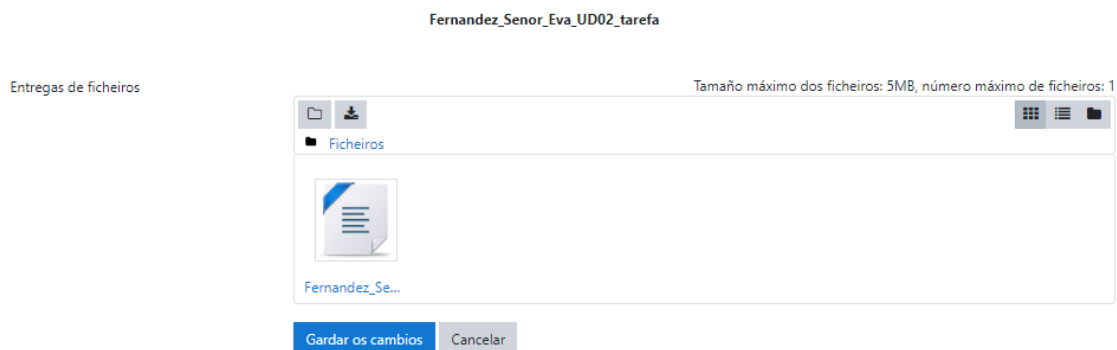 Fernandez_Senor_Eva_UD02_tarefa
Entregas de ficheiros
Tamaño máximo dos ficheiros: 5MB, número máximo de ficheiros: 1
Ficheiros
Fernandez_Se...
Gardar os cambios Cancelar